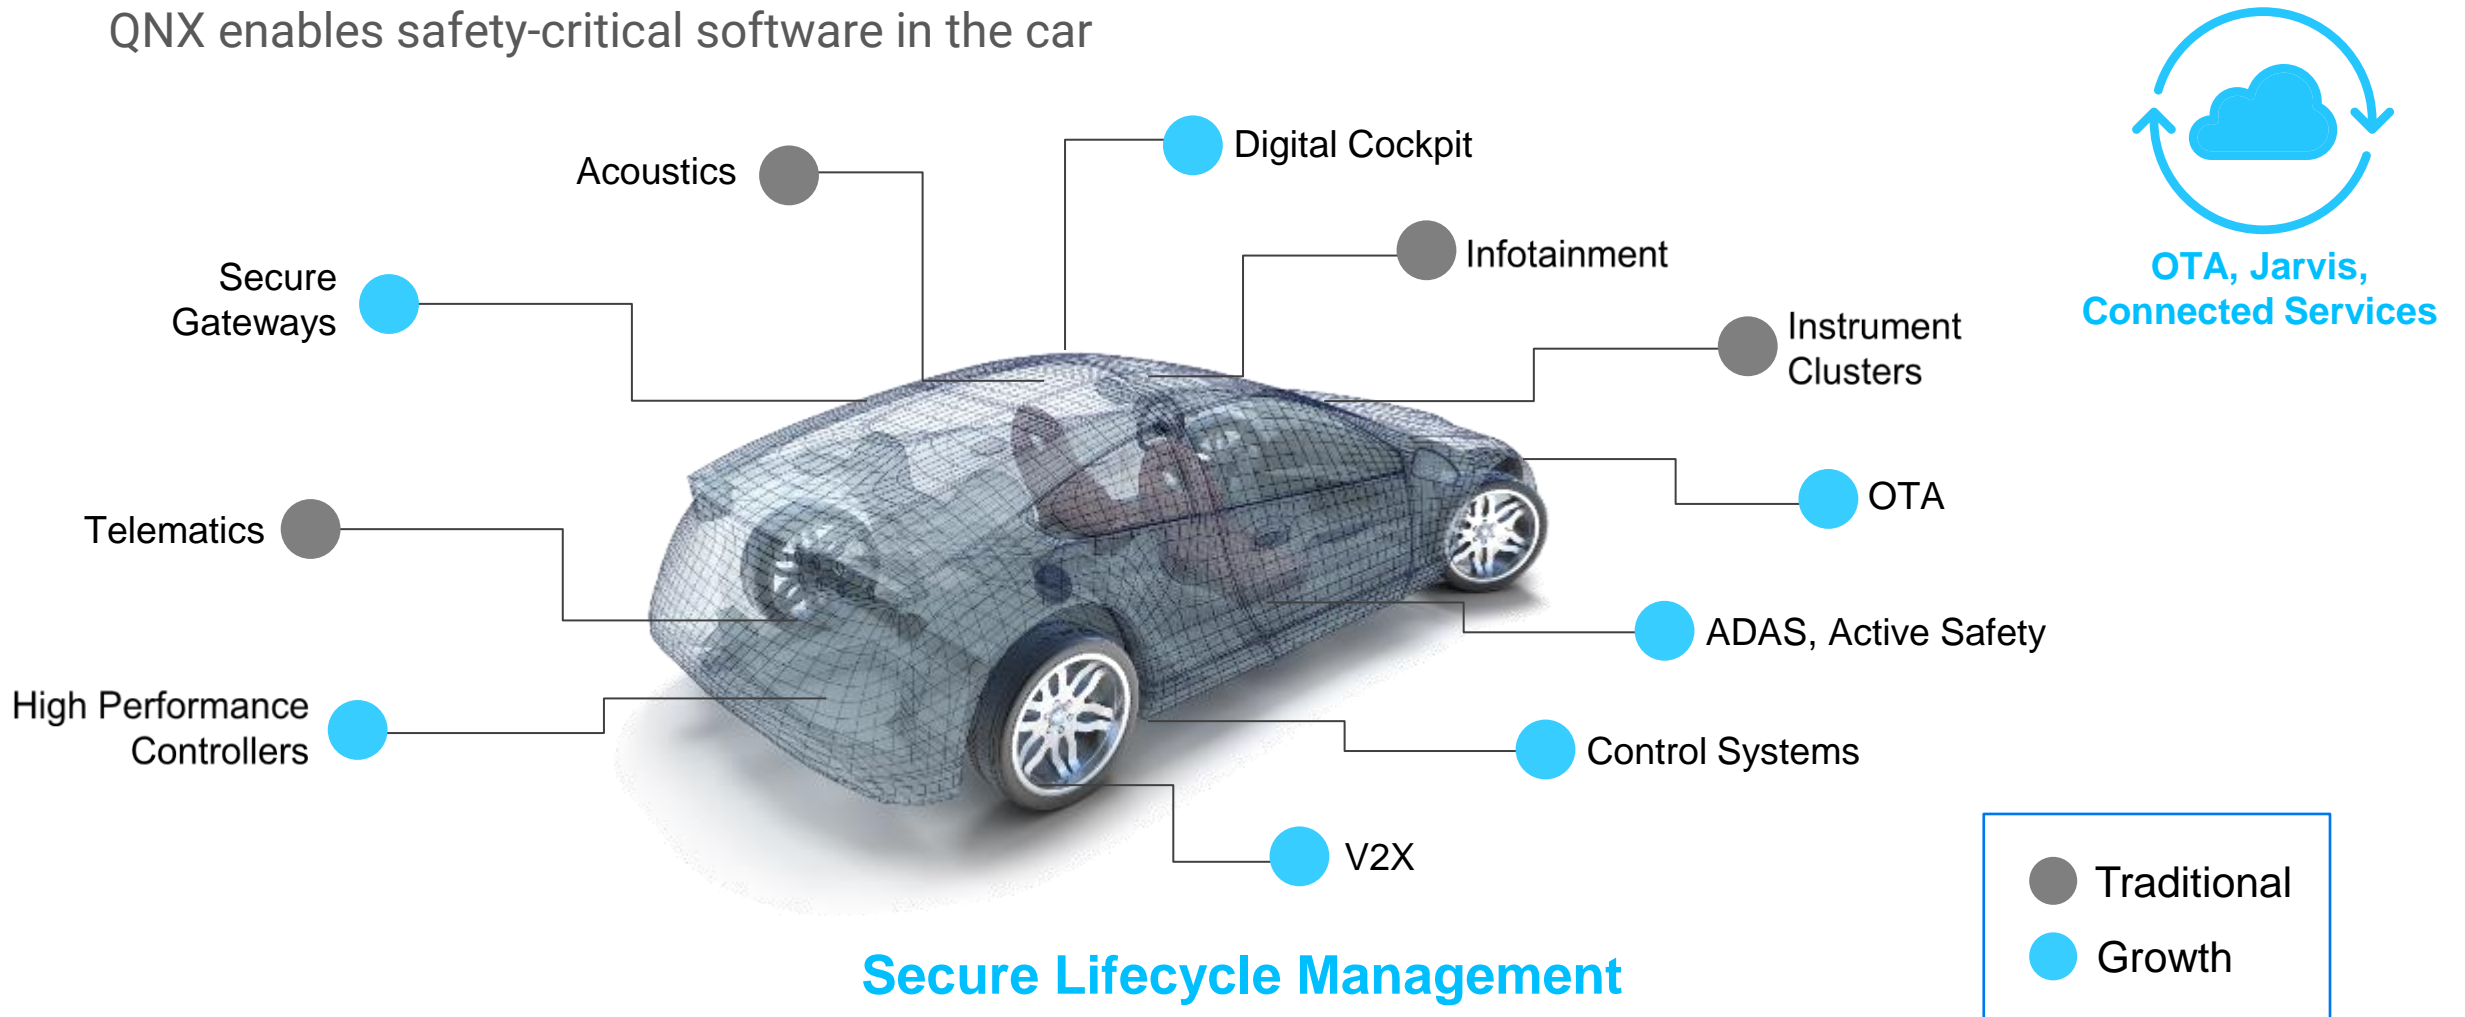 QNX enables safety-critical software in the car
Digital Cockpit
Acoustics
Infotainment
Secure
Gateways
OTA, Jarvis,
Connected Services
Instrument
Clusters
Telematics
OTA
ADAS, Active Safety
High Performance
Controllers
Control Systems
V2X
Traditional
Growth
Secure Lifecycle Management